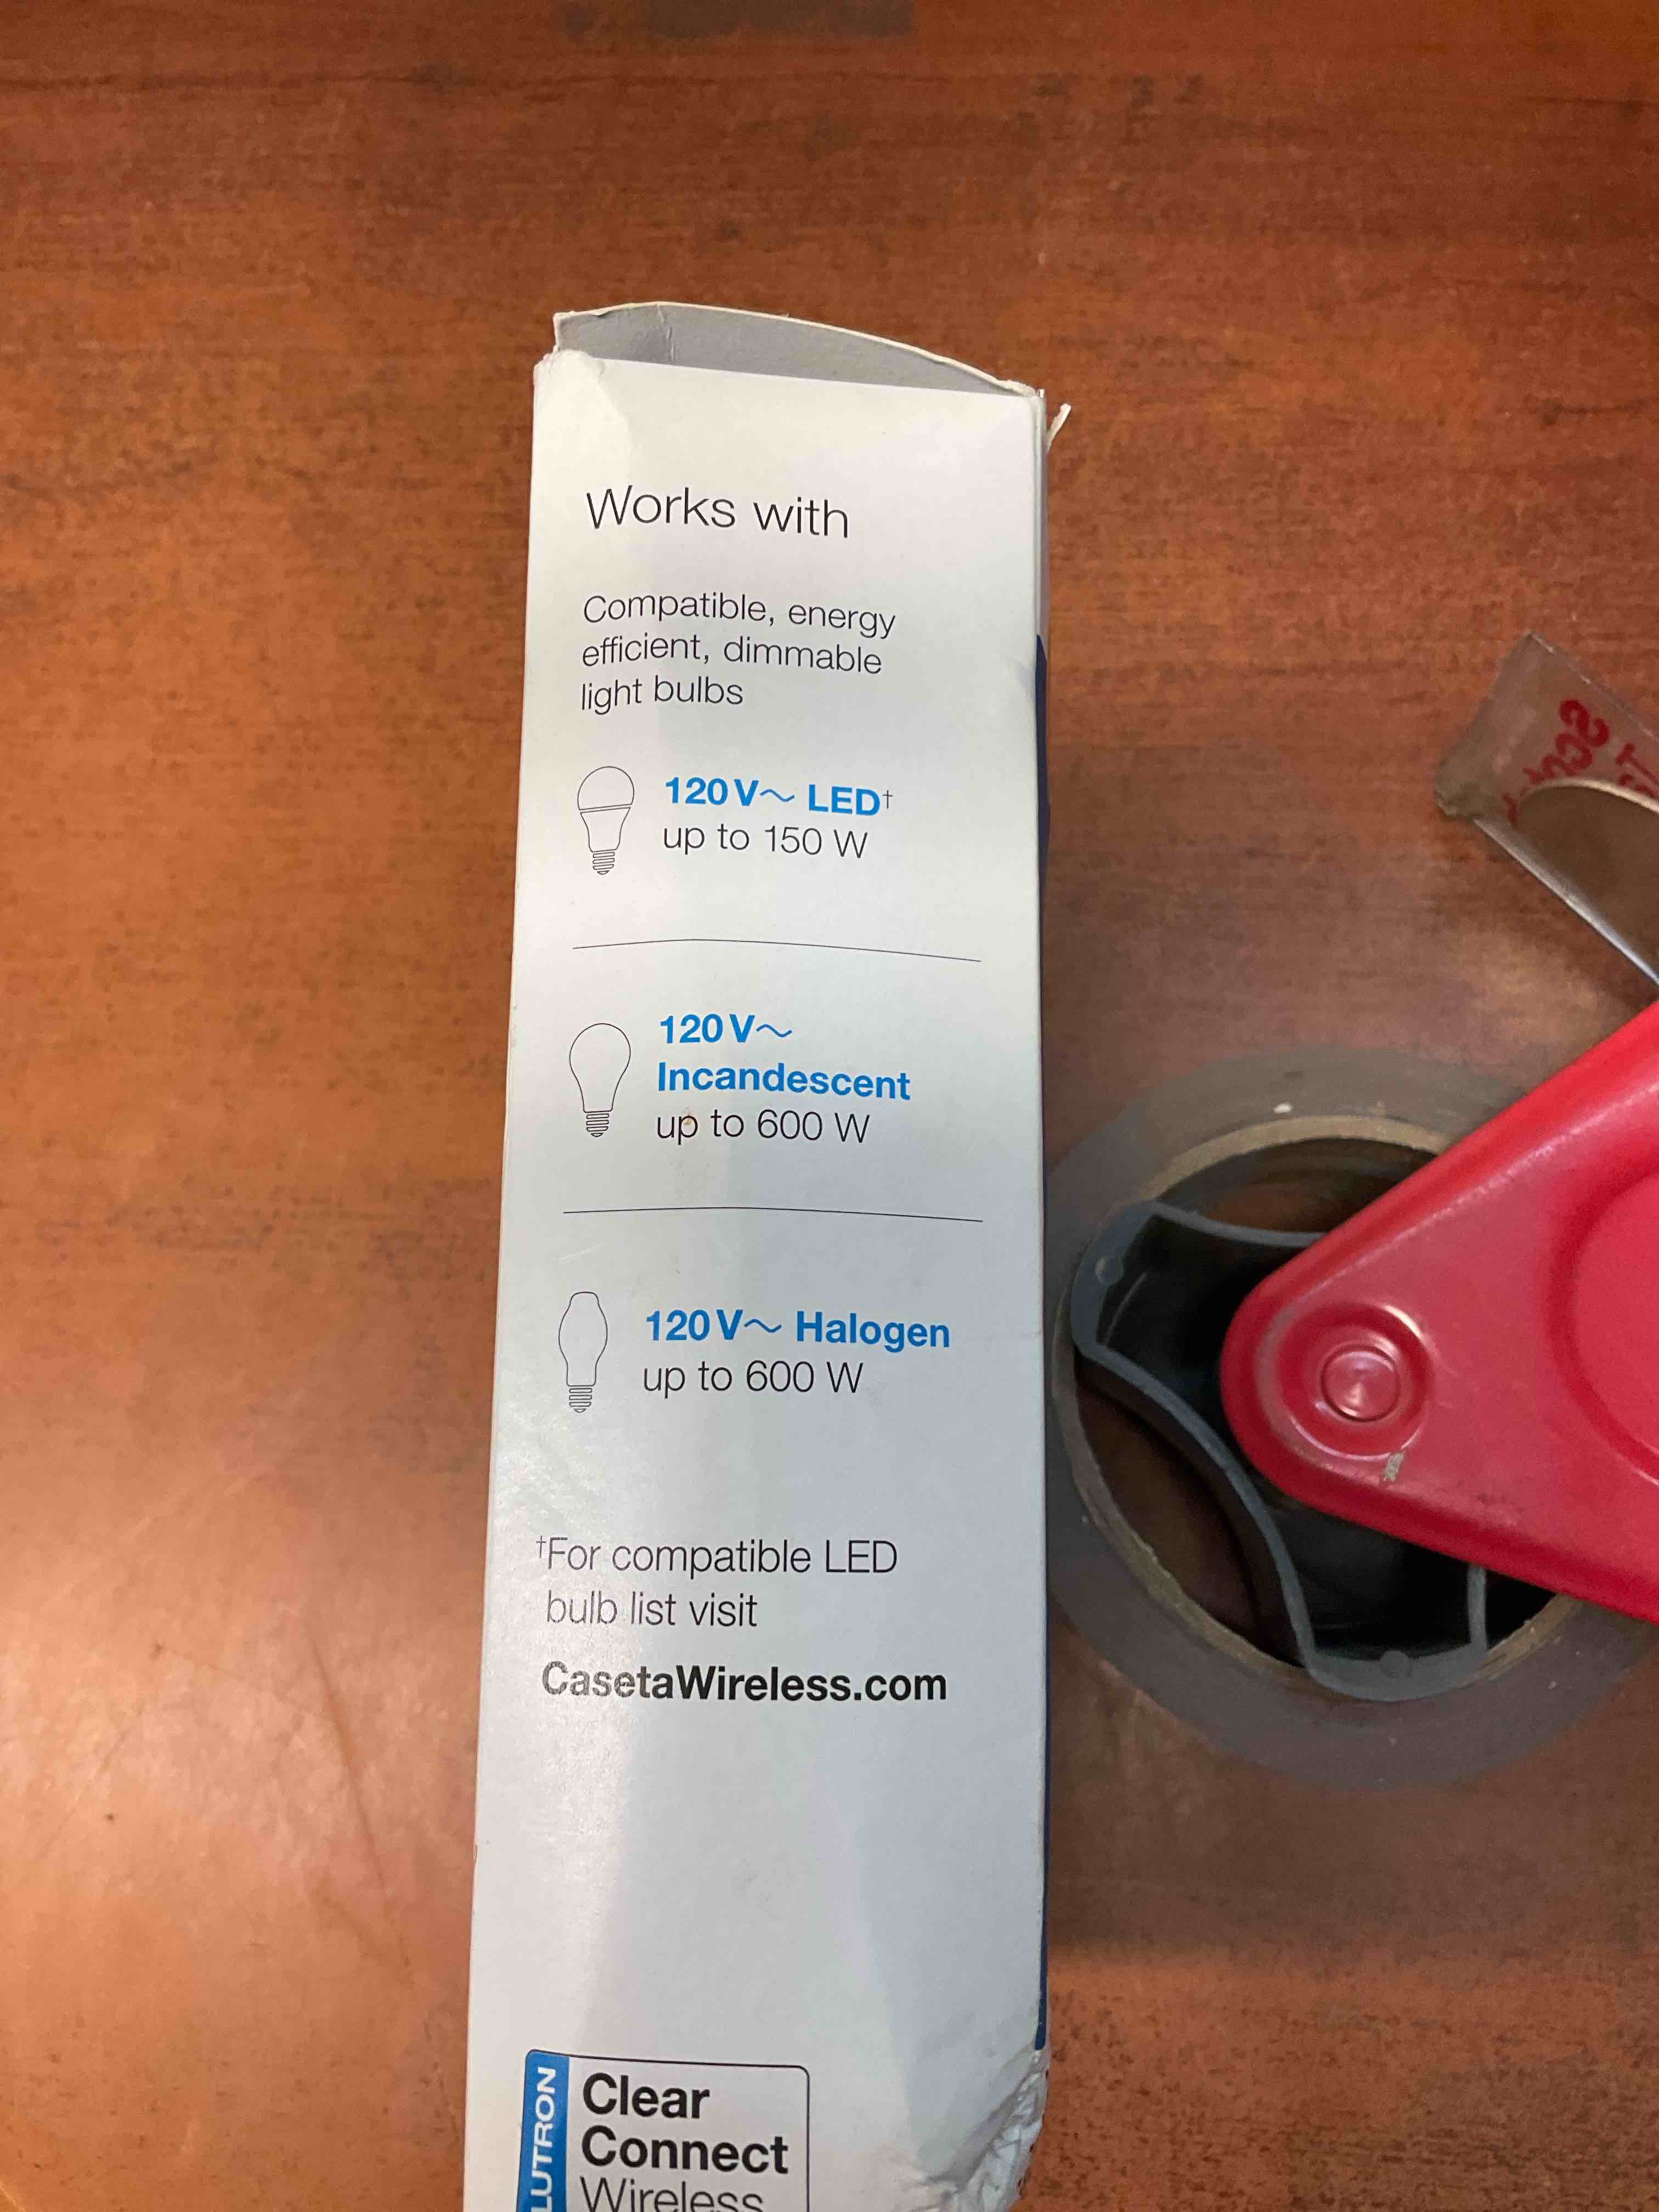 Works with
Compatible, energy
efficient, dimmable
light bulbs
120 V~ LED†
up to 150 W
120 V~
Incandescent
up to 600 W
120 V~ Halogen
up to 600 W
†For compatible LED
bulb list visit
CasetaWireless.com
LUTRON
Clear
Connect
Wireless